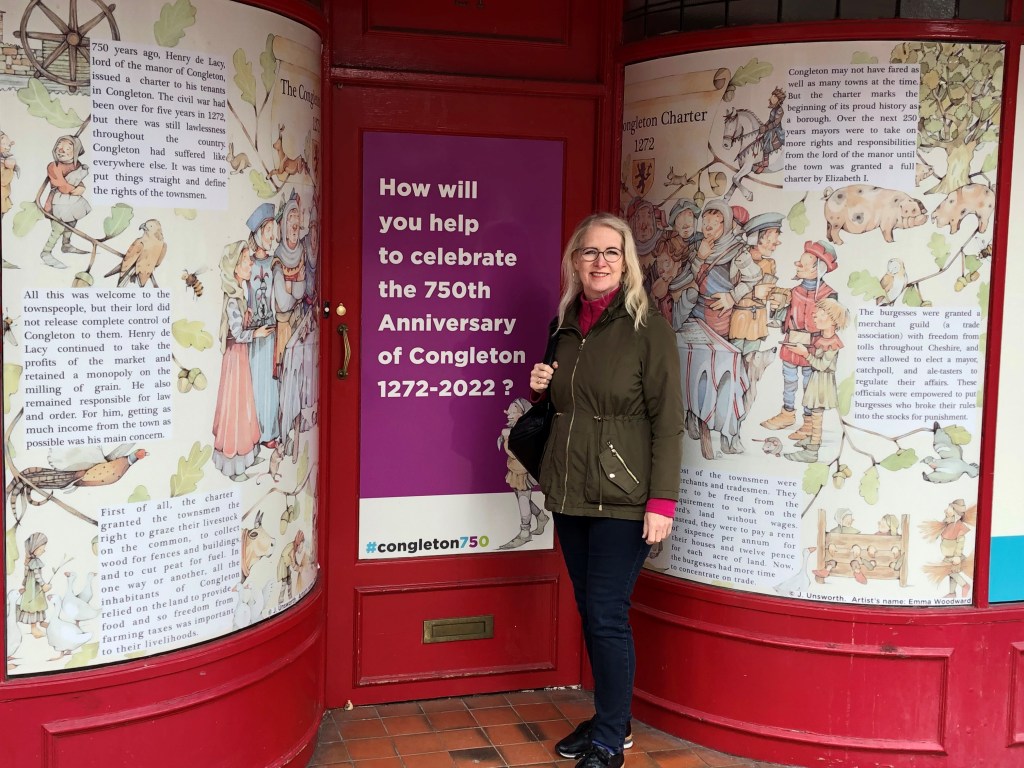 750 years ago, Henry de Lacy,
lord of the manor of Congleton,
issued a charter to his tenants
in Congleton. The civil war had
been over for five years in 1272,
but there was still lawlessness
throughout the country.
Congleton had suffered like
everywhere else. It was time to
put things straight and define
the rights of the townsmen.
All this was welcome to the
townspeople, but their lord did
not release complete control of
Congleton to them. Henry de
Lacy continued to take the
profits of the market and
retained a monopoly on the
milling of grain. He also
remained responsible for law
and order. For him, getting as
much income from the town as
possible was his main concern.
First of all, the charter
granted the townsmen the
right to graze their livestock
on the common, to collect
wood for fences and buildings
and to cut peat for fuel. In
one way or another, all the
inhabitants of Congleton
relied on the land to provide
food and so freedom from
farming taxes was important
to their livelihoods.
The
How will
you help
to celebrate
the 750th
Anniversary
of Congleton
1272-2022 ?
#congleton750
Congleton Charter
1272
Congleton may not have fared as
well as many towns at the time.
But the charter marks the
beginning of its proud history as
a borough. Over the next 250
years mayors were to take on
more rights and responsibilities
from the lord of the manor until
the town was granted a full
charter by Elizabeth I.
The burgesses were granted a
merchant guild (a trade
association) with freedom from
tolls throughout Cheshire, and
were allowed to elect a mayor,
catchpoll, and ale-tasters to
regulate their affairs. These
officials were empowered to put
burgesses who broke their rules
into the stocks for punishment.
most of the townsmen were
merchants and tradesmen. They
were to be freed from the
requirement to work on the
lord's land without wages.
Instead, they were to pay a rent
of sixpence per annum for
their houses and twelve pence
for each acre of land. Now,
the burgesses had more time
to concentrate on trade.
© J. Unsworth. Artist's name: Emma Woodward